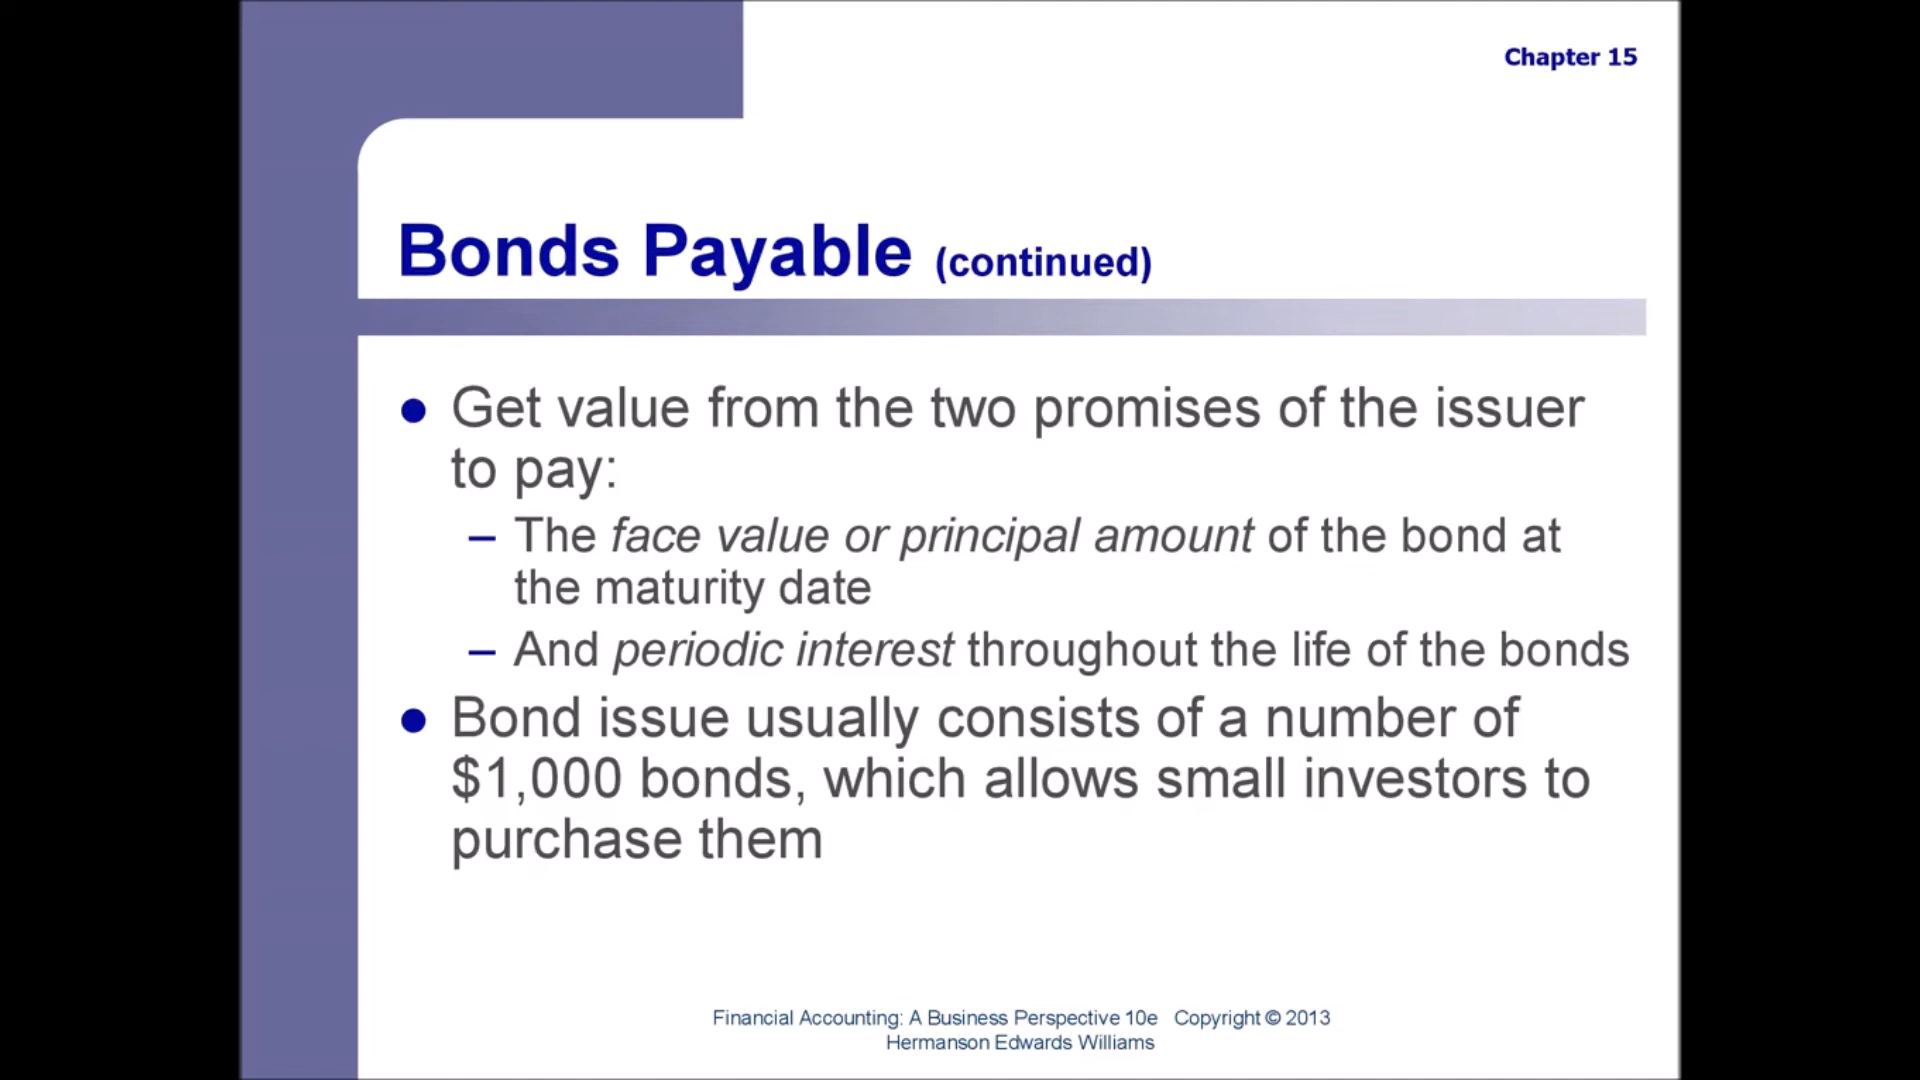 Chapter 15
Bonds Payable (continued)
● Get value from the two promises of the issuer
to pay:
– The face value or principal amount of the bond at
the maturity date
– And periodic interest throughout the life of the bonds
● Bond issue usually consists of a number of
$1,000 bonds, which allows small investors to
purchase them
Financial Accounting: A Business Perspective 10e Copyright © 2013
Hermanson Edwards Williams